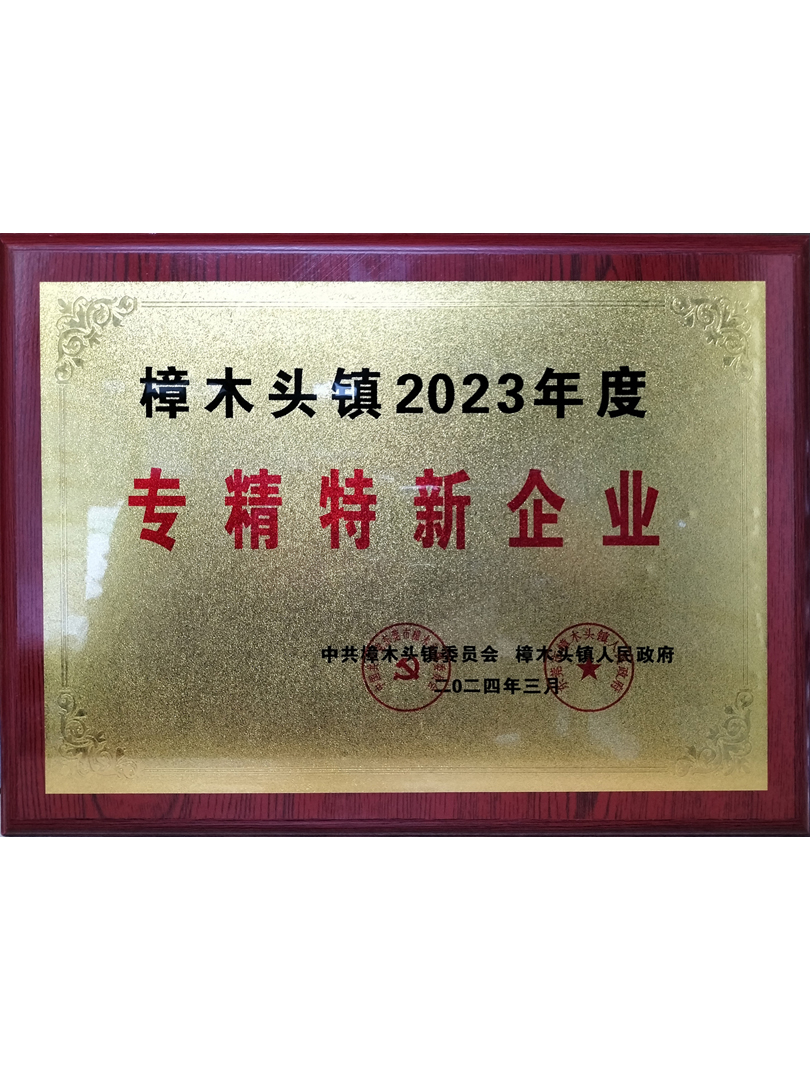 樟木头镇2023年度
专精特新企业
中共樟木头镇委员会 樟木头镇人民政府
二0二四年三月